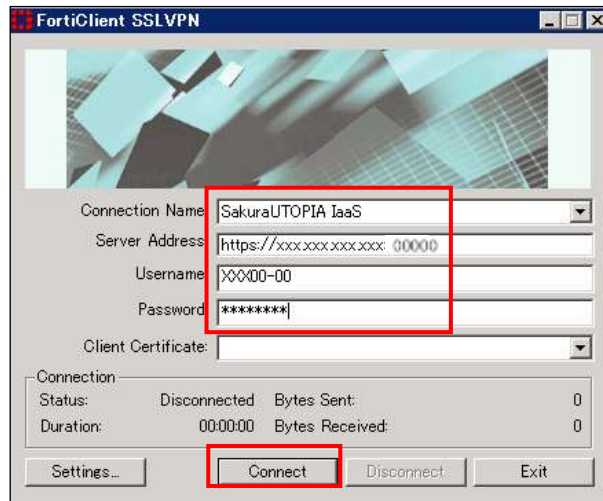 FortiClient SSLVPN
Connection Name SakuraUTOPIA IaaS
Server Address https://xxx.xxx.xxx.xxx: 00000
Username XXX00-00
Password ********
Client Certificate:
Connection
Status: Disconnected Bytes Sent: 0
Duration: 00:00:00 Bytes Received: 0
Settings... Connect Disconnect Exit